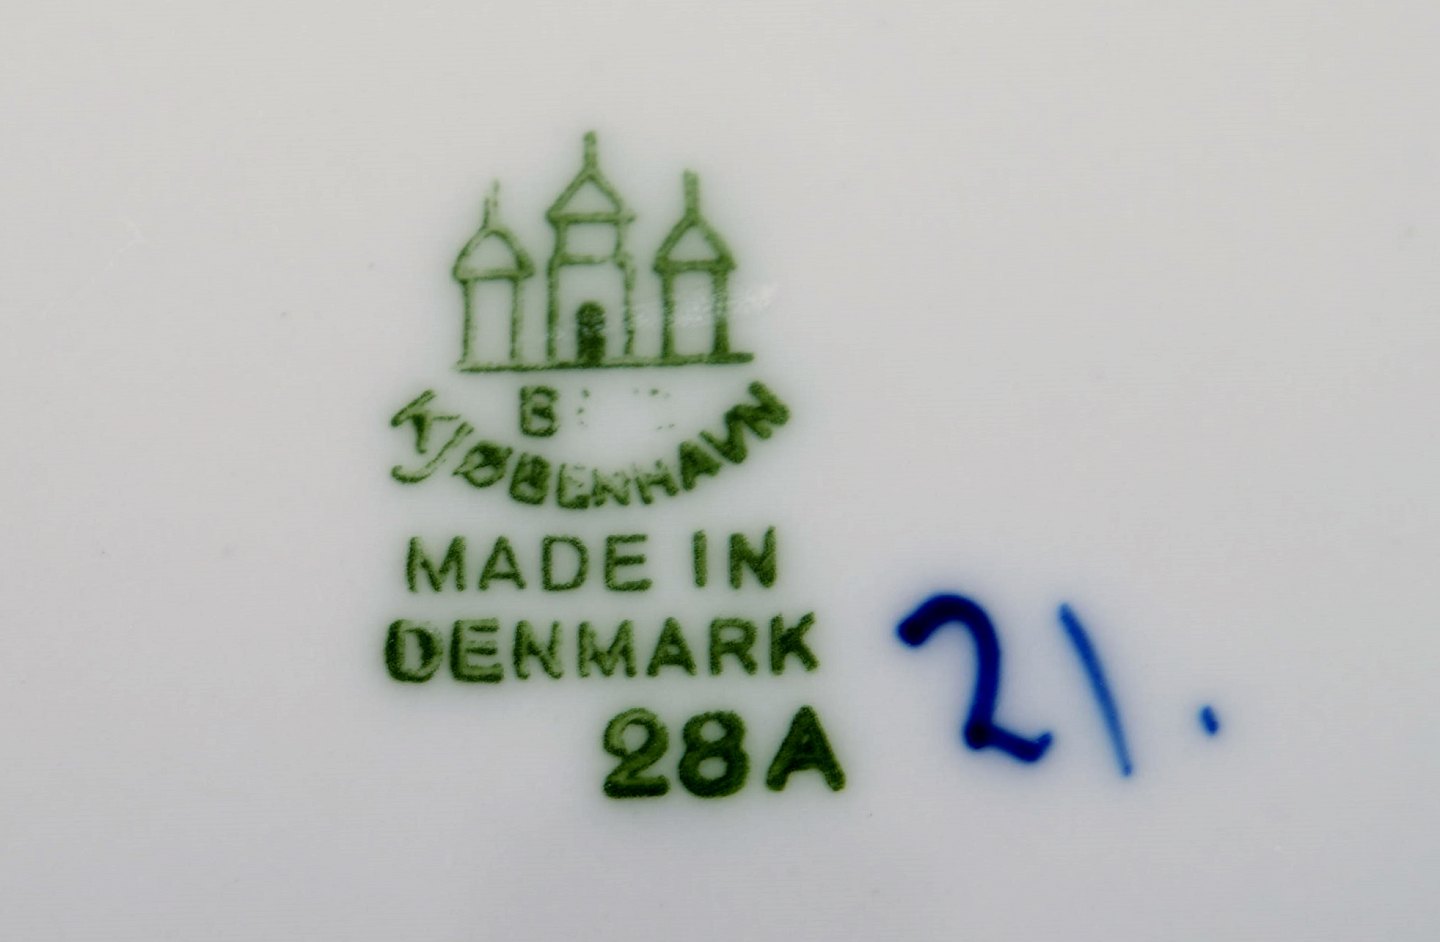 B
KJØBENHAVN
MADE IN
DENMARK
28A
21.